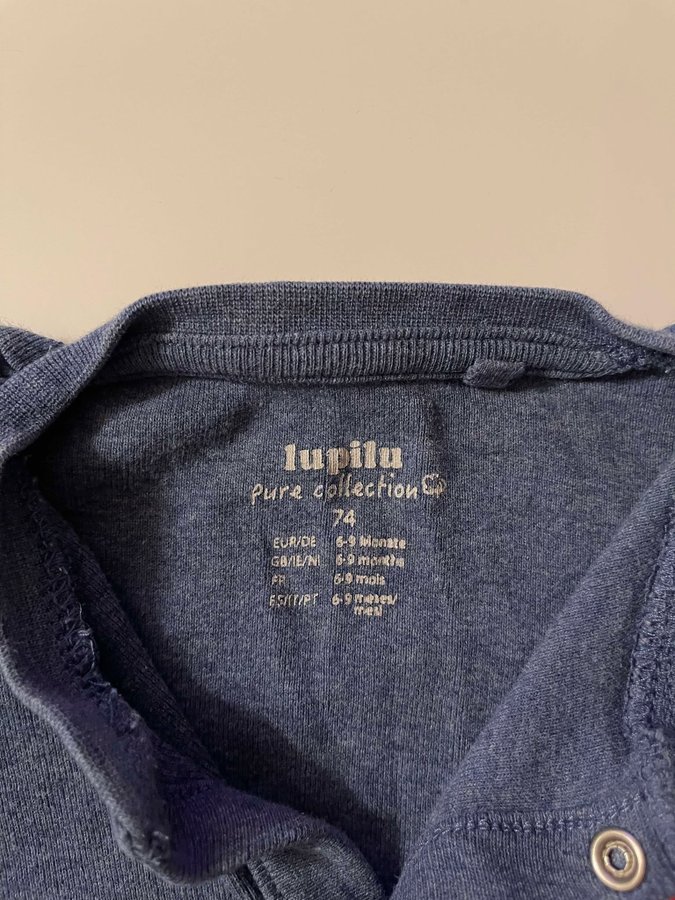 lupilu
pure collection
74
EUR/DE 6-9 Monate
GB/IE/NI 6-9 months
FR 6-9 mois
ES/IT/PT 6-9 meses/
mesi